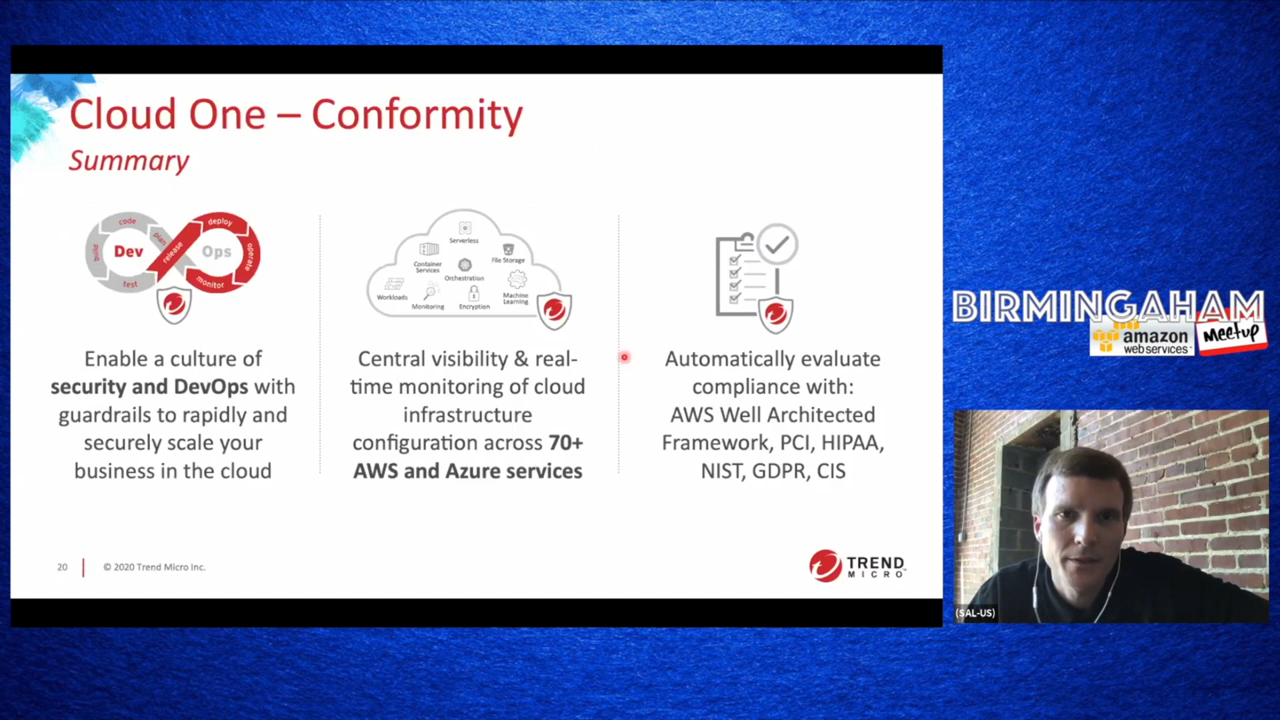 Cloud One – Conformity
Summary
code
plan
build
test
Dev
release
Ops
deploy
operate
monitor
Enable a culture of
security and DevOps with
guardrails to rapidly and
securely scale your
business in the cloud
Serverless
Container
Services
File Storage
Orchestration
Workloads
Monitoring
Encryption
Machine
Learning
Central visibility & real-
time monitoring of cloud
infrastructure
configuration across 70+
AWS and Azure services
Automatically evaluate
compliance with:
AWS Well Architected
Framework, PCI, HIPAA,
NIST, GDPR, CIS
20
© 2020 Trend Micro Inc.
TREND
MICRO
BIRMINGAHAM
amazon
web services
Meetup
(SAL-US)